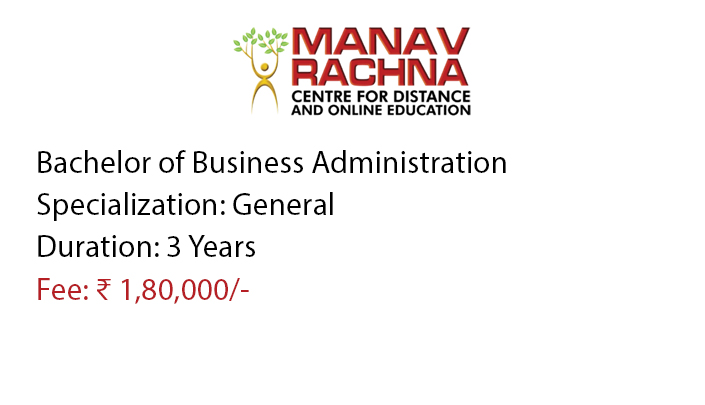 MANAV
RACHNA
CENTRE FOR DISTANCE
AND ONLINE EDUCATION
Bachelor of Business Administration
Specialization: General
Duration: 3 Years
Fee: ₹ 1,80,000/-